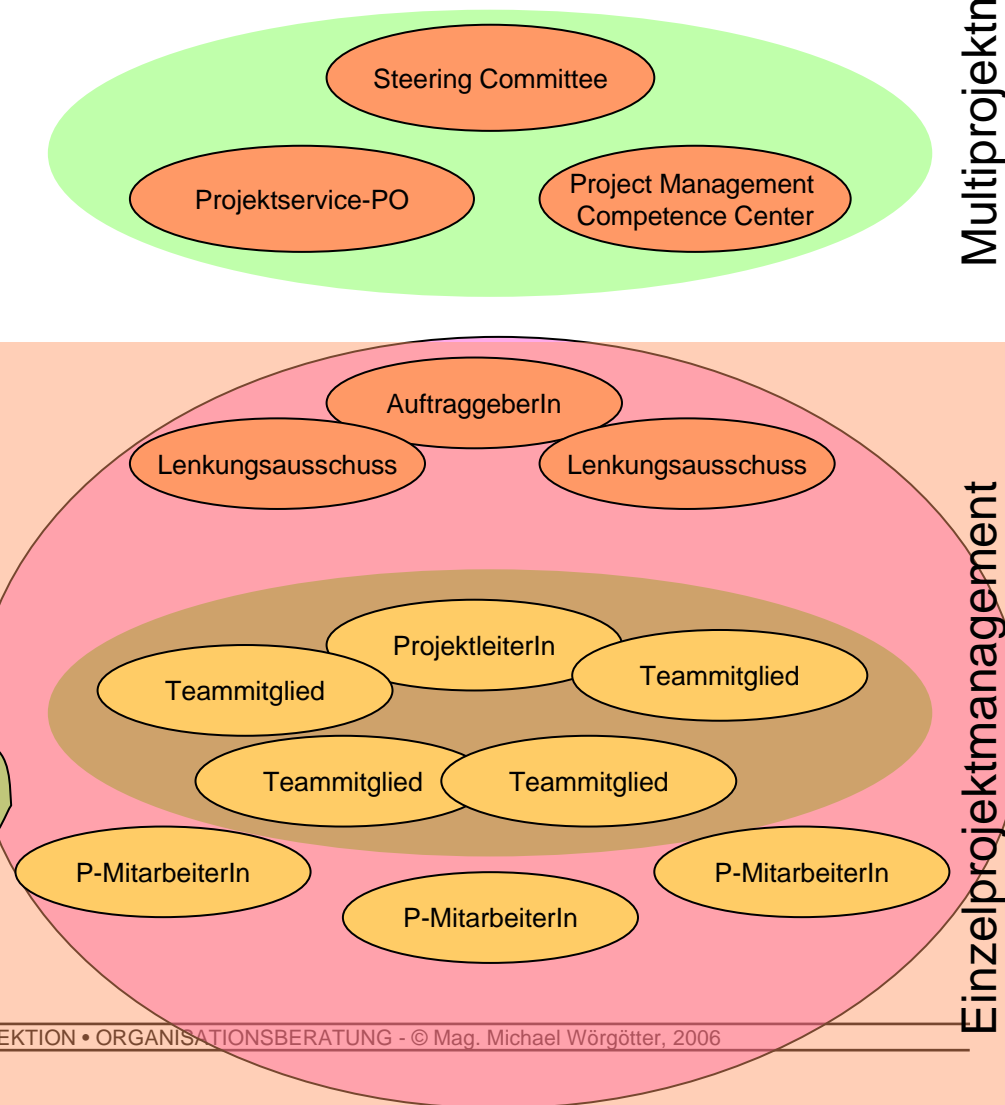 Steering Committee
Projektservice-PO
Project Management
Competence Center
Multiprojektm
AuftraggeberIn
Lenkungsausschuss
Lenkungsausschuss
ProjektleiterIn
Teammitglied
Teammitglied
Teammitglied
Teammitglied
P-MitarbeiterIn
P-MitarbeiterIn
P-MitarbeiterIn
Einzelprojektmanagement
EKTION • ORGANISATIONSBERATUNG - © Mag. Michael Wörgötter, 2006